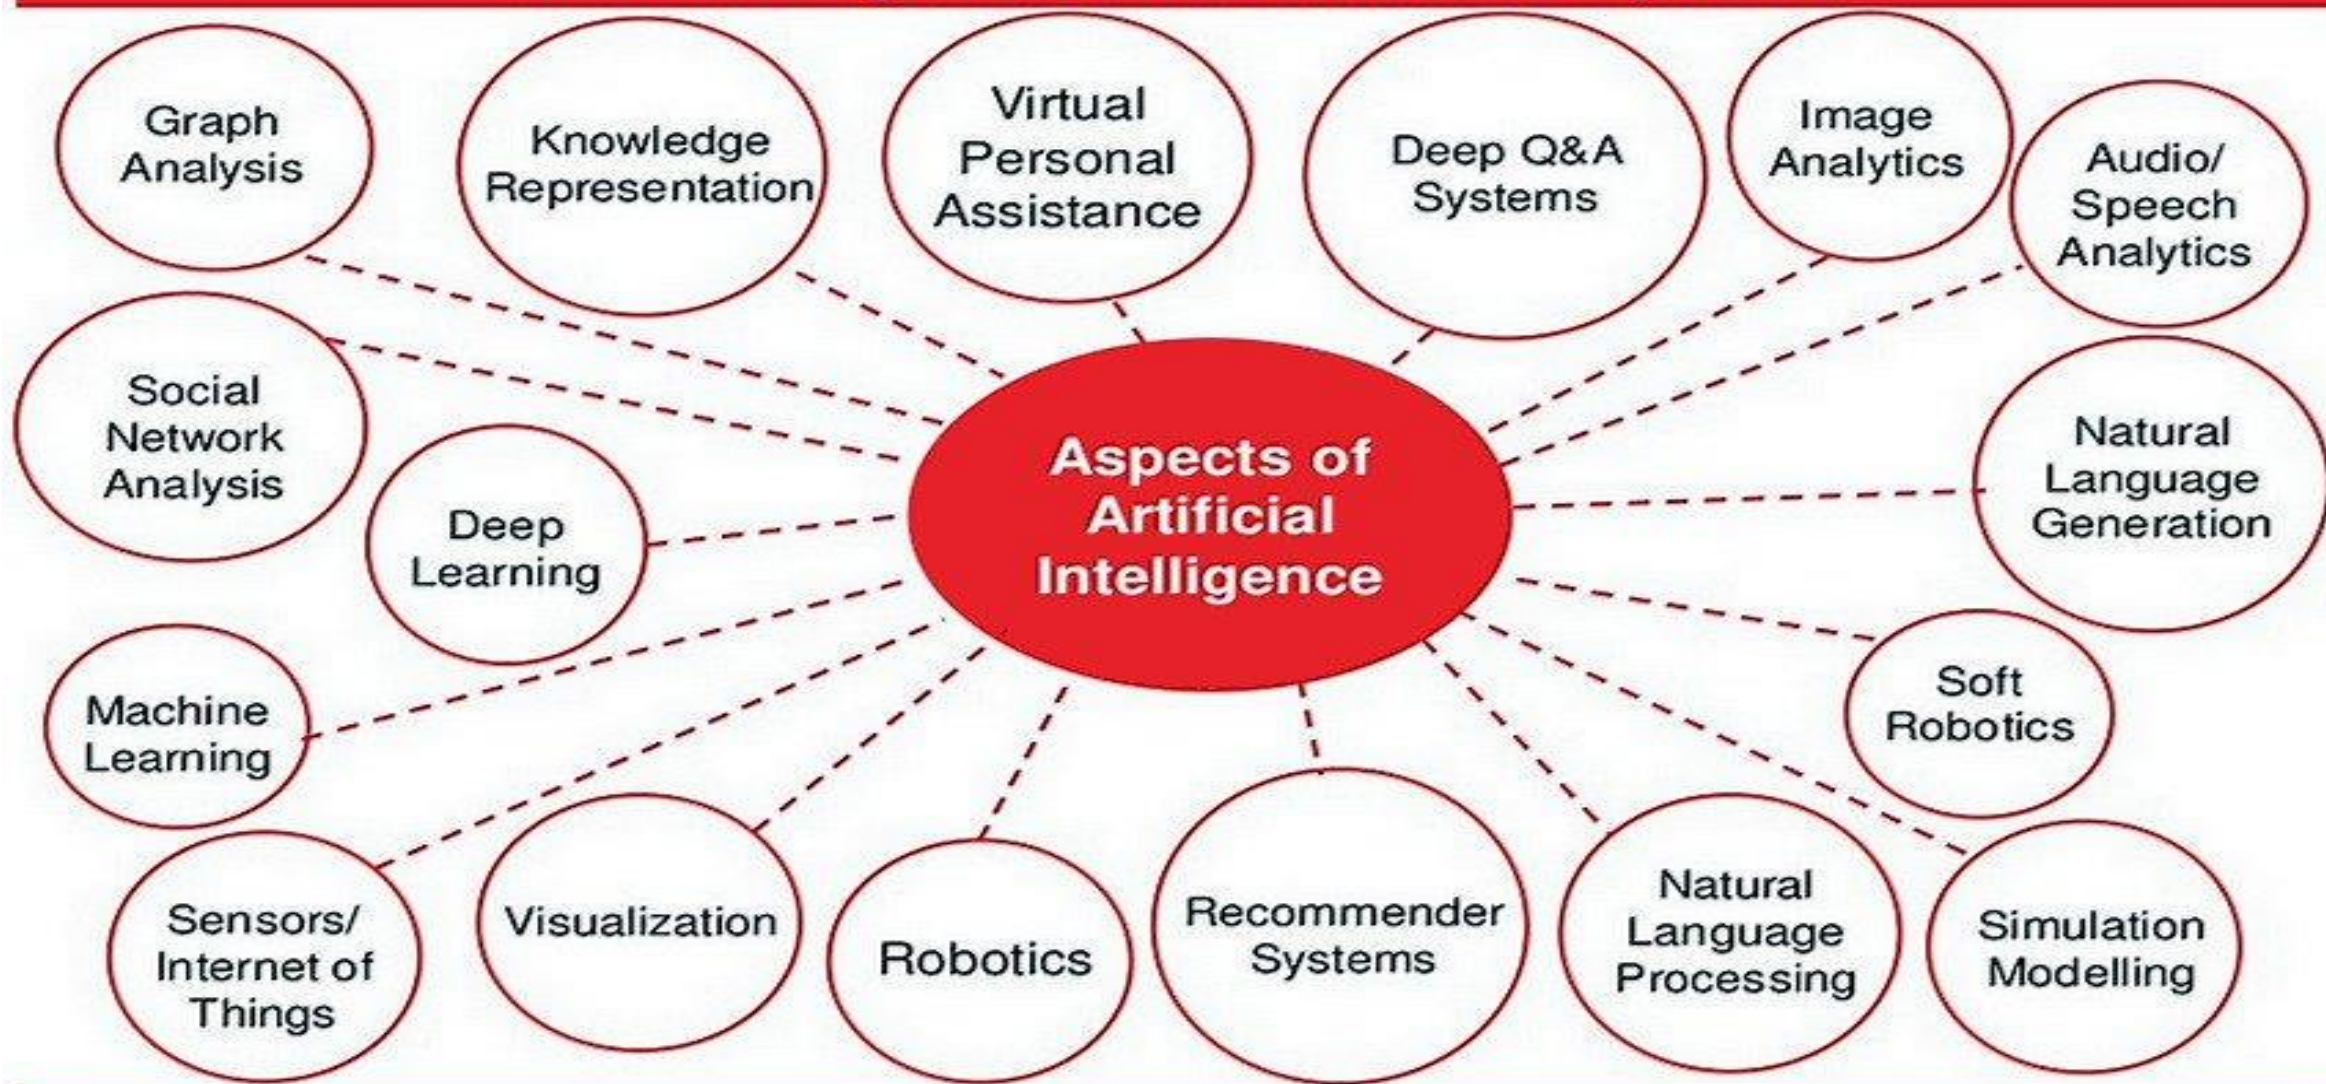 Graph
Analysis
Knowledge
Representation
Virtual
Personal
Assistance
Deep Q&A
Systems
Image
Analytics
Audio/
Speech
Analytics
Social
Network
Analysis
Deep
Learning
Aspects of
Artificial
Intelligence
Natural
Language
Generation
Machine
Learning
Soft
Robotics
Sensors/
Internet of
Things
Visualization
Robotics
Recommender
Systems
Natural
Language
Processing
Simulation
Modelling